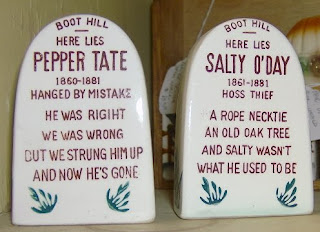 BOOT HILL
HERE LIES
PEPPER TATE
1860-1881
HANGED BY MISTAKE
HE WAS RIGHT
WE WAS WRONG
BUT WE STRUNG HIM UP
AND NOW HE'S GONE
BOOT HILL
HERE LIES
SALTY O'DAY
1861-1881
HOSS THIEF
A ROPE NECKTIE
AN OLD OAK TREE
AND SALTY WASN'T
WHAT HE USED TO BE